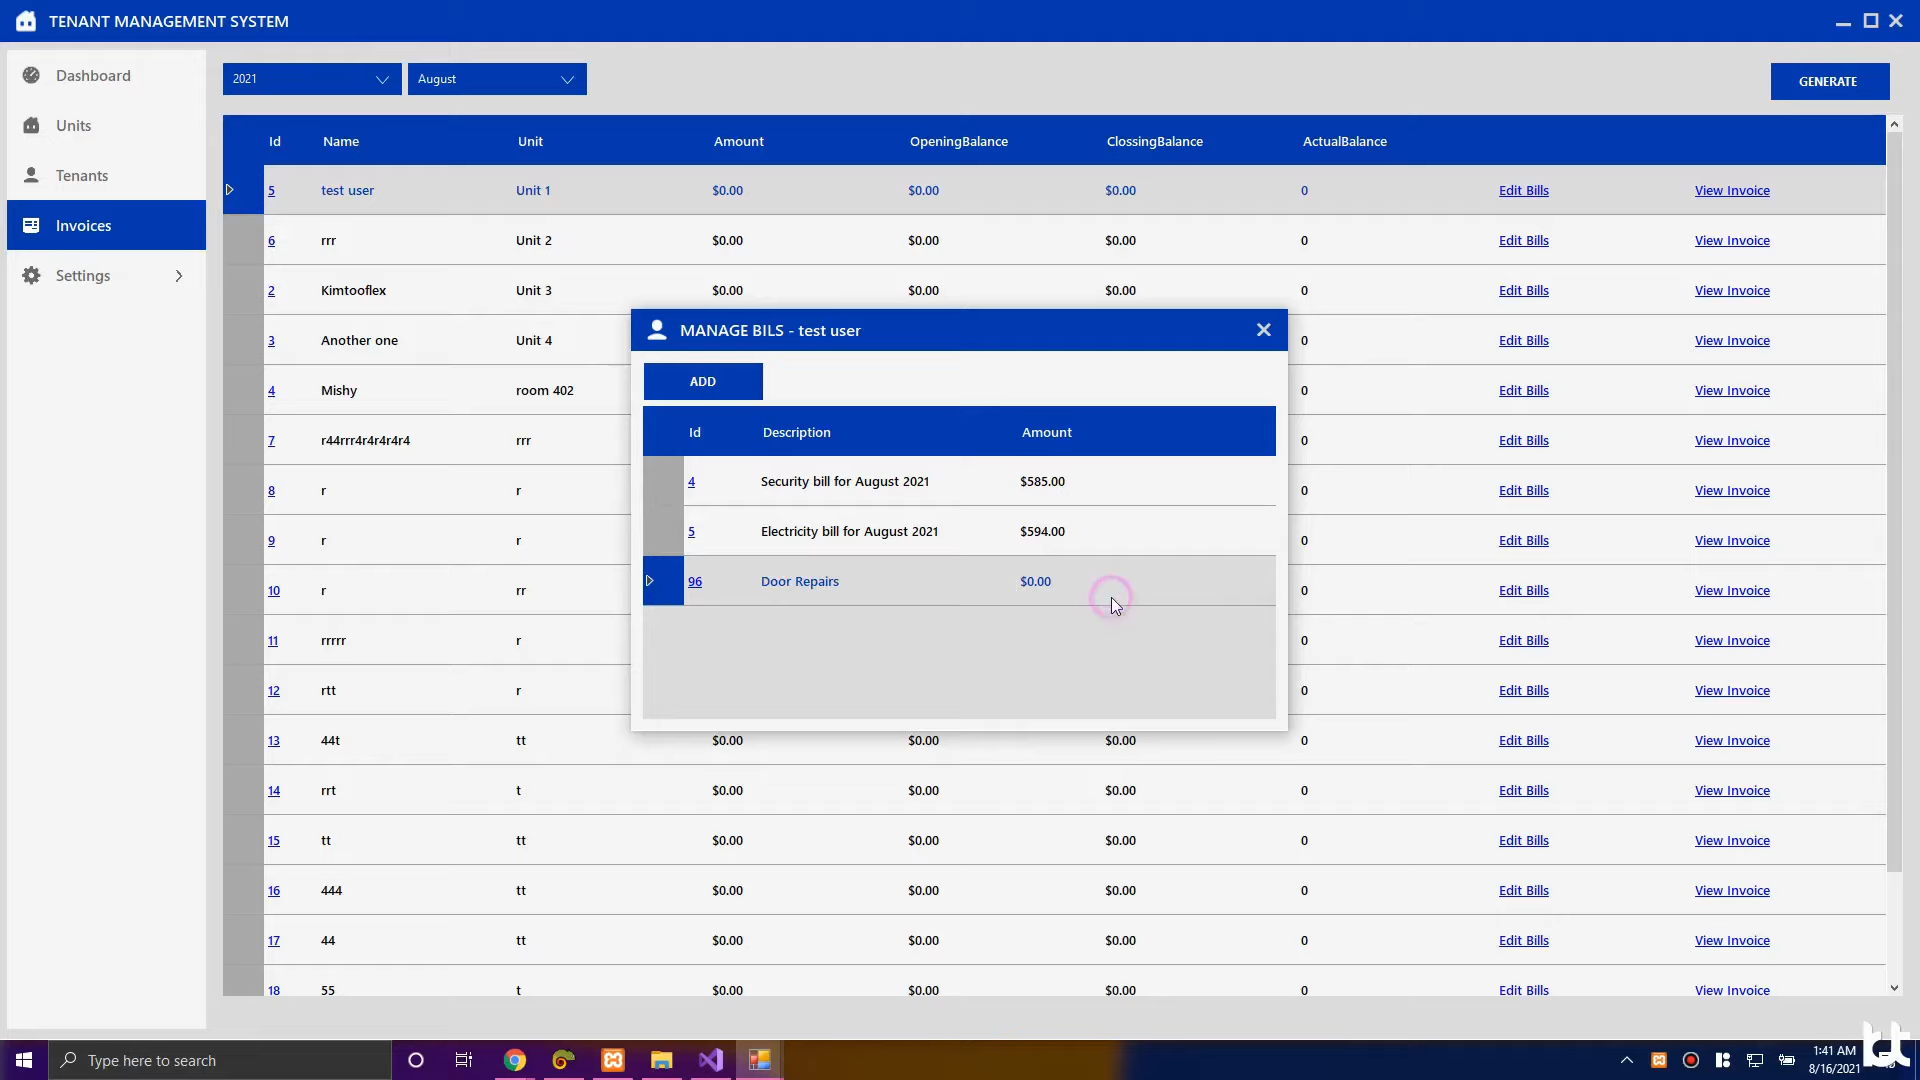 TENANT MANAGEMENT SYSTEM
Dashboard
Units
Tenants
Invoices
Settings
2021 August GENERATE
Id Name Unit Amount OpeningBalance ClossingBalance ActualBalance
5 test user Unit 1 $0.00 $0.00 $0.00 0 Edit Bills View Invoice
6 rrr Unit 2 $0.00 $0.00 $0.00 0 Edit Bills View Invoice
2 Kimtooflex Unit 3 $0.00 $0.00 $0.00 0 Edit Bills View Invoice
3 Another one Unit 4 0 Edit Bills View Invoice
4 Mishy room 402 0 Edit Bills View Invoice
7 r44rrr4r4r4r4r4 rrr 0 Edit Bills View Invoice
8 r r 0 Edit Bills View Invoice
9 r r 0 Edit Bills View Invoice
10 r rr 0 Edit Bills View Invoice
11 rrrrr r 0 Edit Bills View Invoice
12 rtt r 0 Edit Bills View Invoice
13 44t tt $0.00 $0.00 $0.00 0 Edit Bills View Invoice
14 rrt t $0.00 $0.00 $0.00 0 Edit Bills View Invoice
15 tt tt $0.00 $0.00 $0.00 0 Edit Bills View Invoice
16 444 tt $0.00 $0.00 $0.00 0 Edit Bills View Invoice
17 44 tt $0.00 $0.00 $0.00 0 Edit Bills View Invoice
18 55 t $0.00 $0.00 $0.00 0 Edit Bills View Invoice
MANAGE BILS - test user
ADD
Id Description Amount
4 Security bill for August 2021 $585.00
5 Electricity bill for August 2021 $594.00
96 Door Repairs $0.00
Type here to search
1:41 AM
8/16/2021